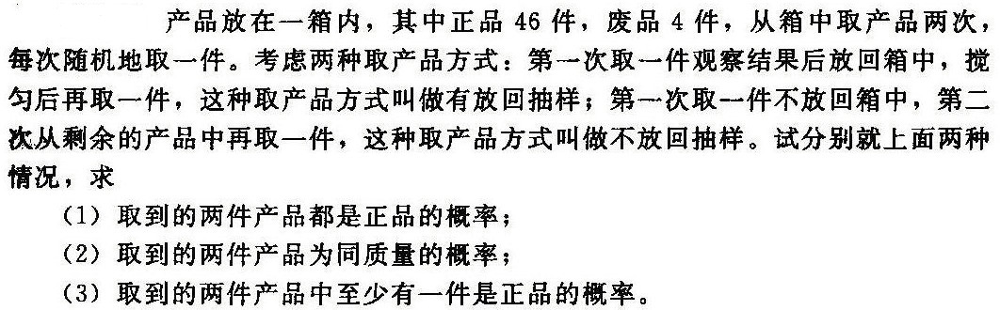 产品放在一箱内，其中正品 46 件，废品 4 件，从箱中取产品两次，
每次随机地取一件。考虑两种取产品方式：第一次取一件观察结果后放回箱中，搅
匀后再取一件，这种取产品方式叫做有放回抽样；第一次取一件不放回箱中，第二
次从剩余的产品中再取一件，这种取产品方式叫做不放回抽样。试分别就上面两种
情况，求
（1）取到的两件产品都是正品的概率；
（2）取到的两件产品为同质量的概率；
（3）取到的两件产品中至少有一件是正品的概率。